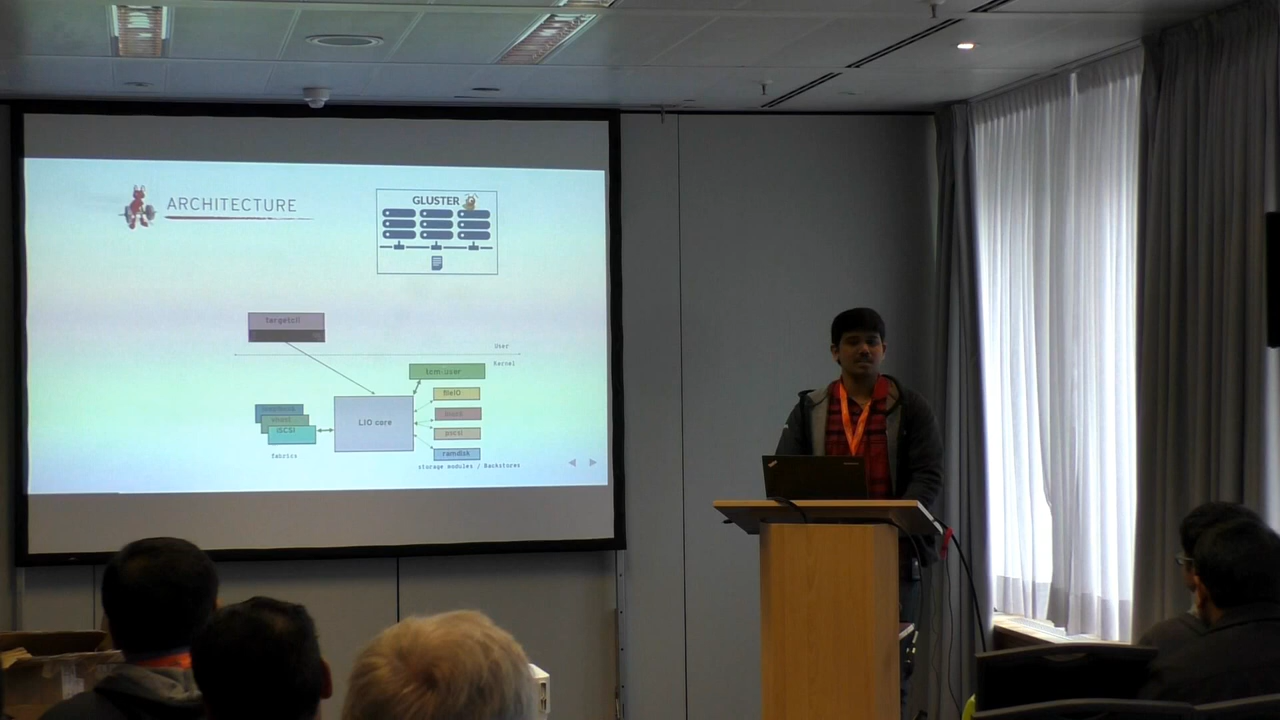 ARCHITECTURE
GLUSTER
targetcli
User
Kernel
tcm-user
fileIO
LIO core
iSCSI
pscsi
ramdisk
fabrics
storage modules / Backstores